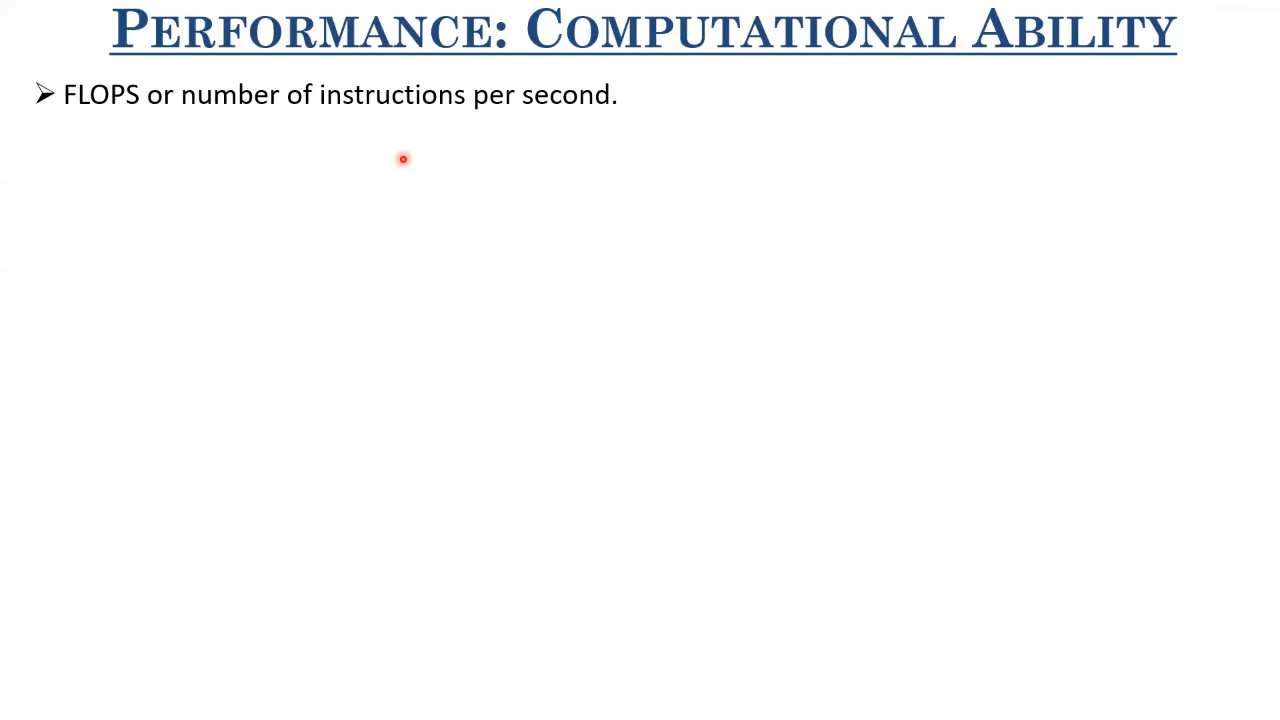 PERFORMANCE: COMPUTATIONAL ABILITY
➢ FLOPS or number of instructions per second.